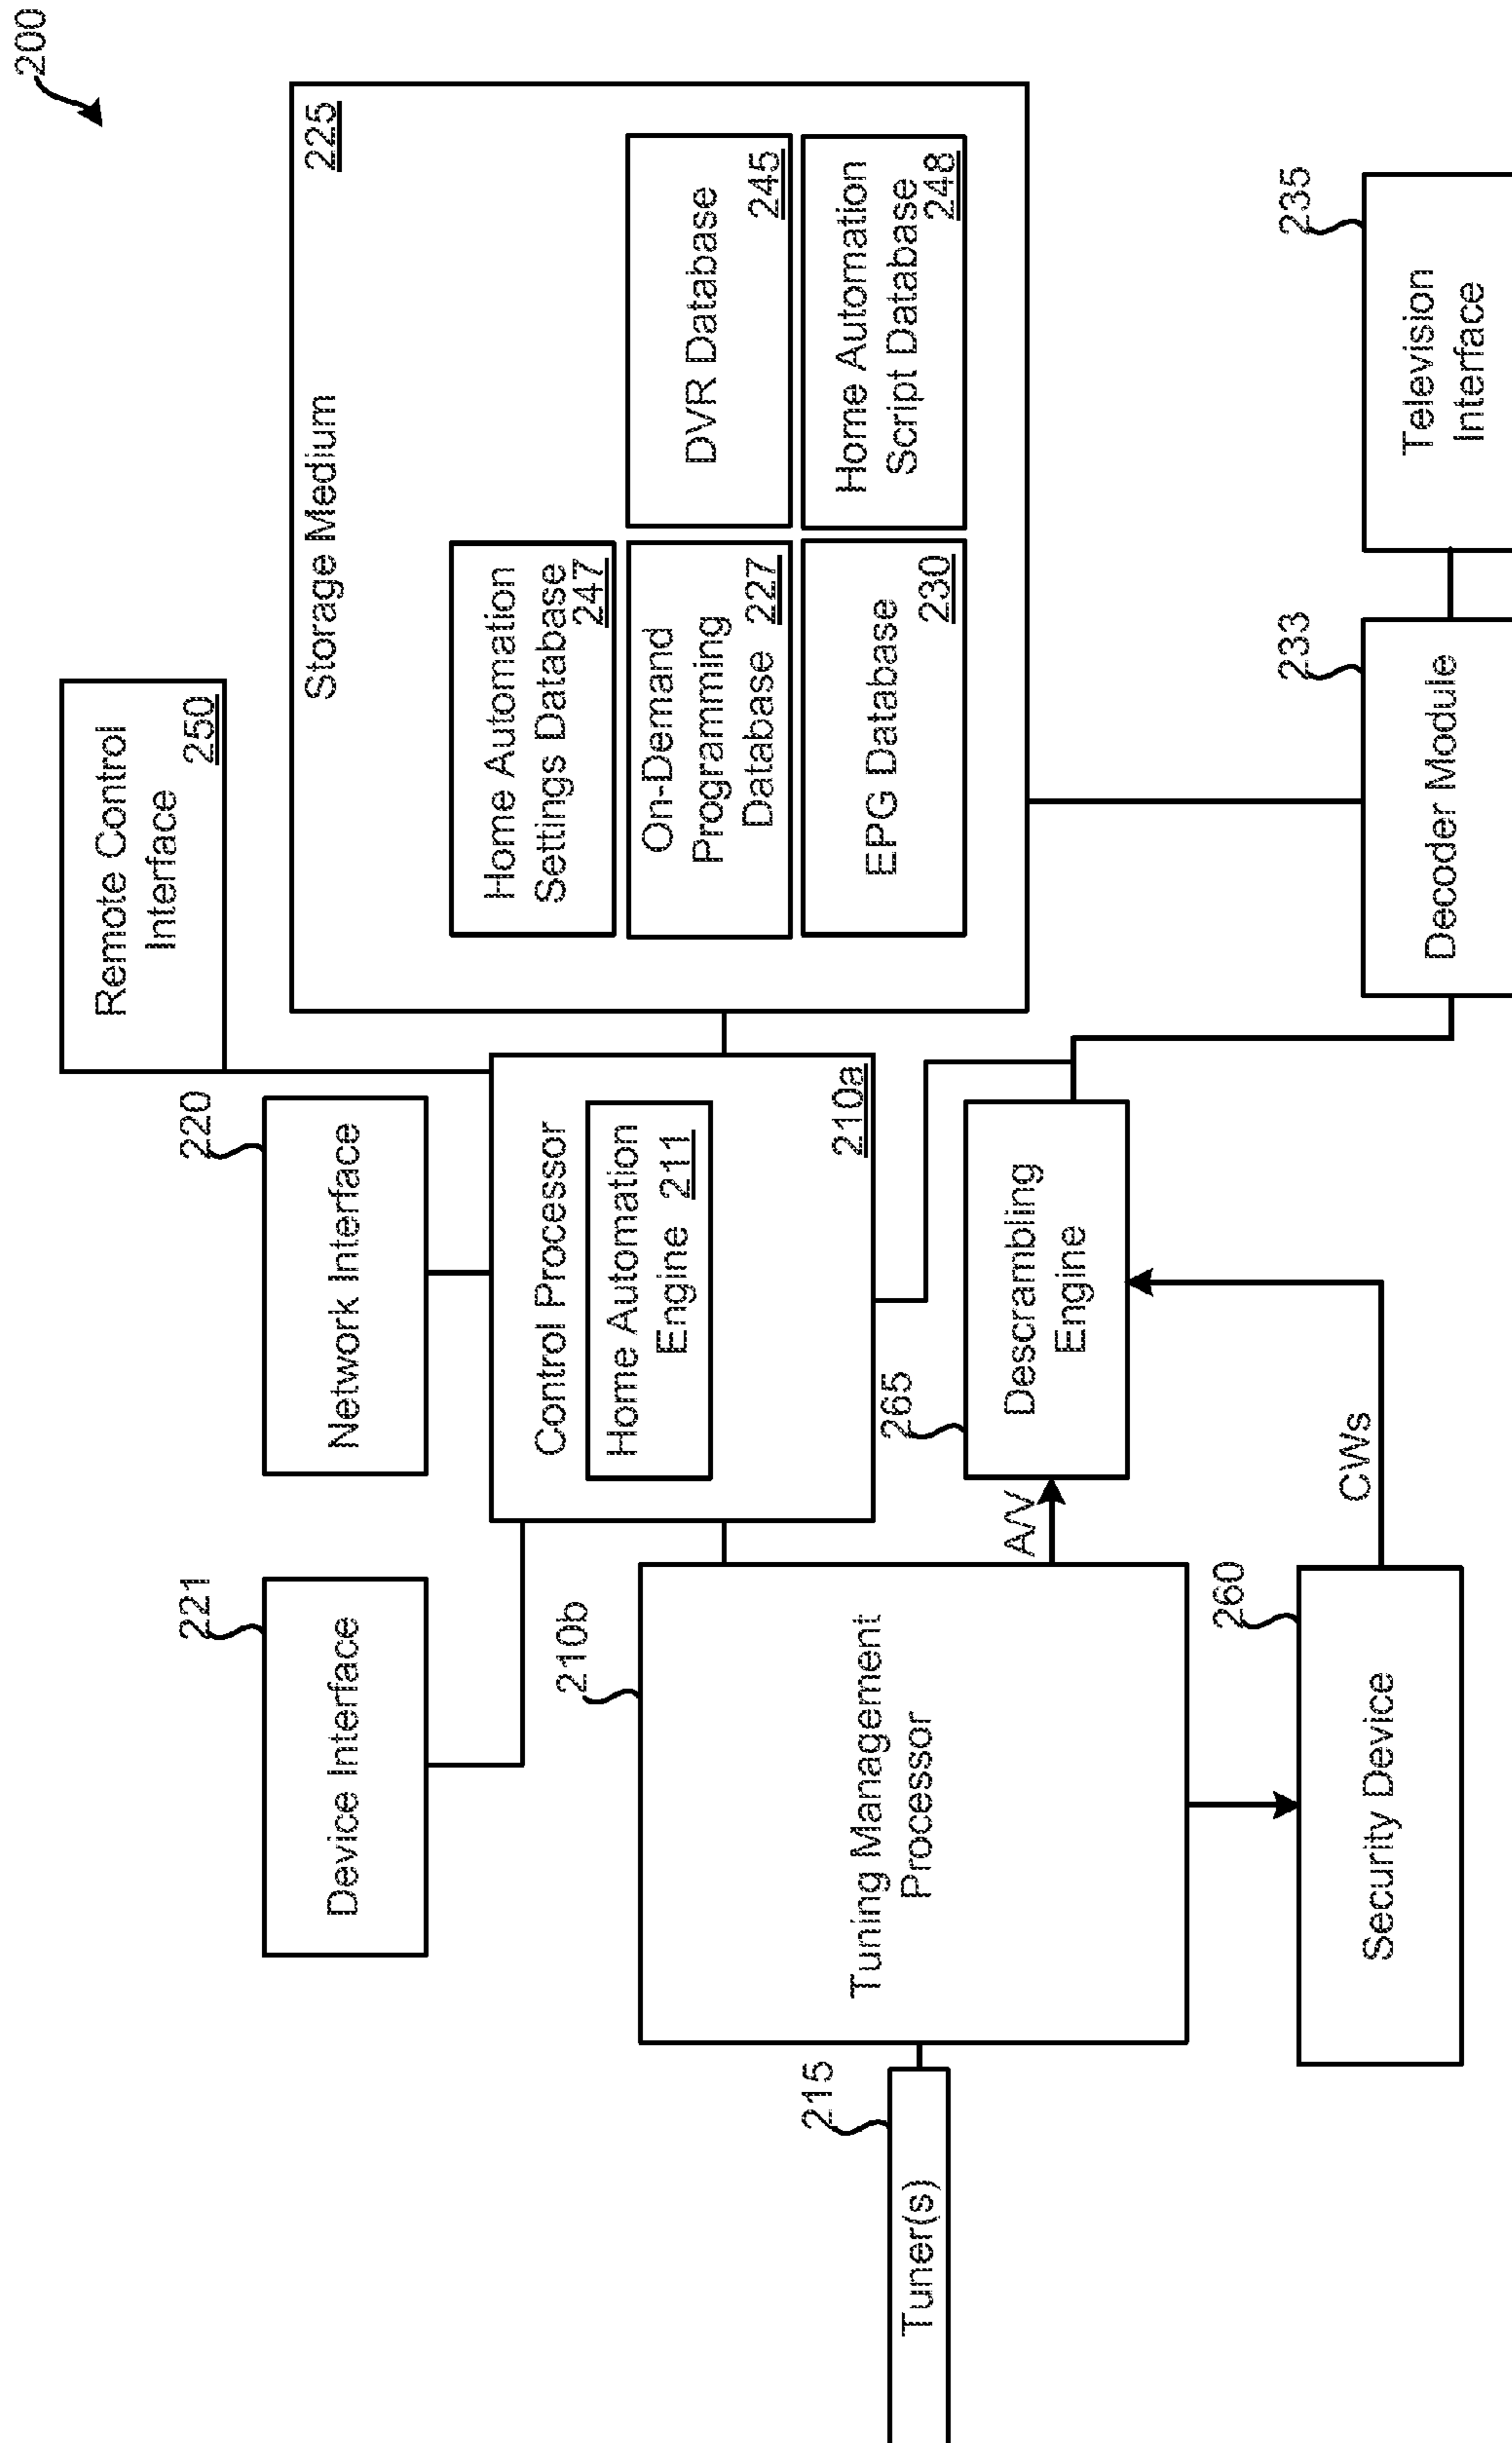 200
Remote Control
Interface
250
220
Network Interface
221
Device Interface
Storage Medium
225
Home Automation
Settings Database
247
On-Demand
Programming
Database 227
DVR Database
245
EPG Database
230
Home Automation
Script Database
248
Control Processor
Home Automation
Engine 211
210a
210b
Tuning Management
Processor
215
Tuner(s)
A/V
265
Descrambling
Engine
CWs
260
Security Device
233
Decoder Module
235
Television
Interface